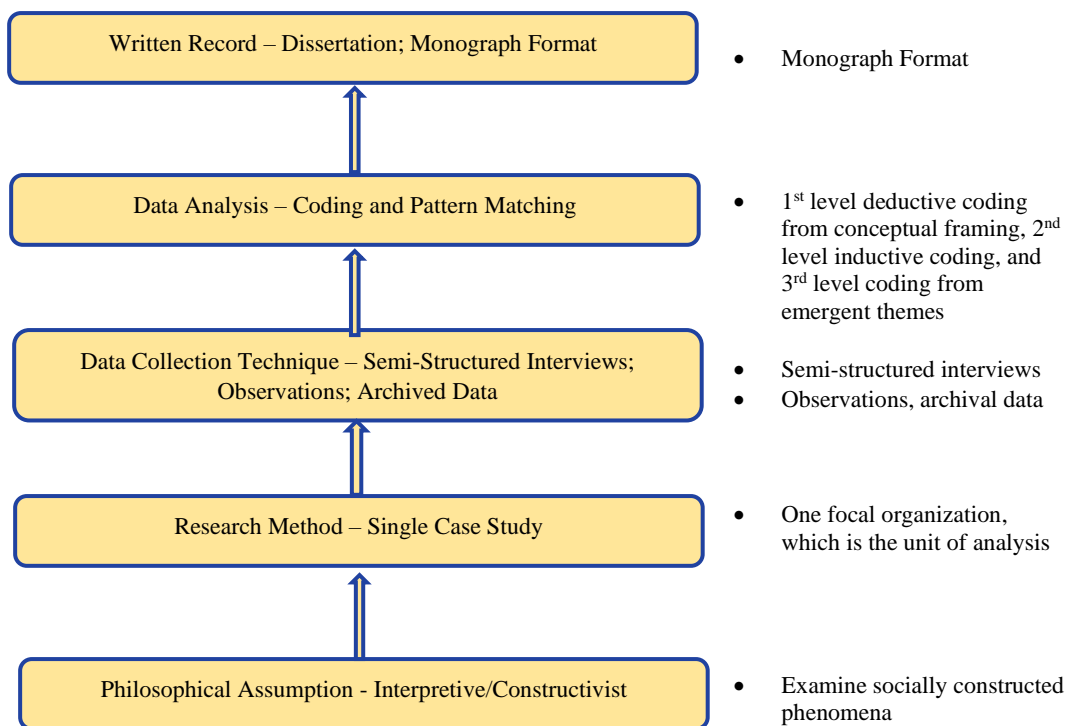 Written Record – Dissertation; Monograph Format
• Monograph Format
Data Analysis – Coding and Pattern Matching
• 1st level deductive coding
from conceptual framing, 2nd
level inductive coding, and
3rd level coding from
emergent themes
Data Collection Technique – Semi-Structured Interviews;
Observations; Archived Data
• Semi-structured interviews
• Observations, archival data
Research Method – Single Case Study
• One focal organization,
which is the unit of analysis
Philosophical Assumption - Interpretive/Constructivist
• Examine socially constructed
phenomena